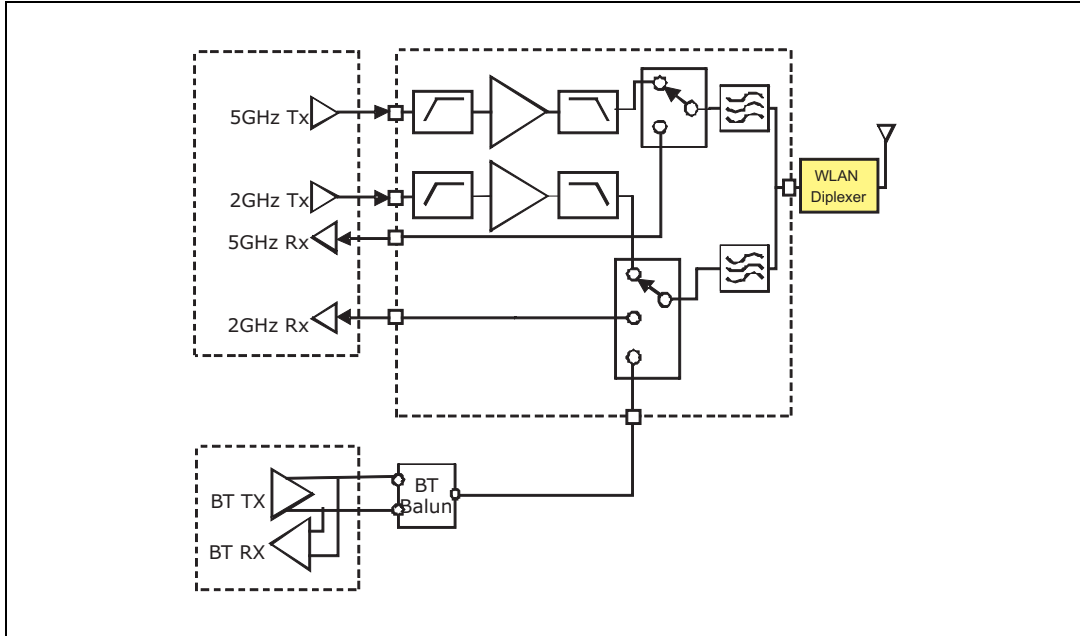 5GHz Tx
2GHz Tx
5GHz Rx
2GHz Rx
WLAN
Diplexer
BT TX
BT RX
BT
Balun